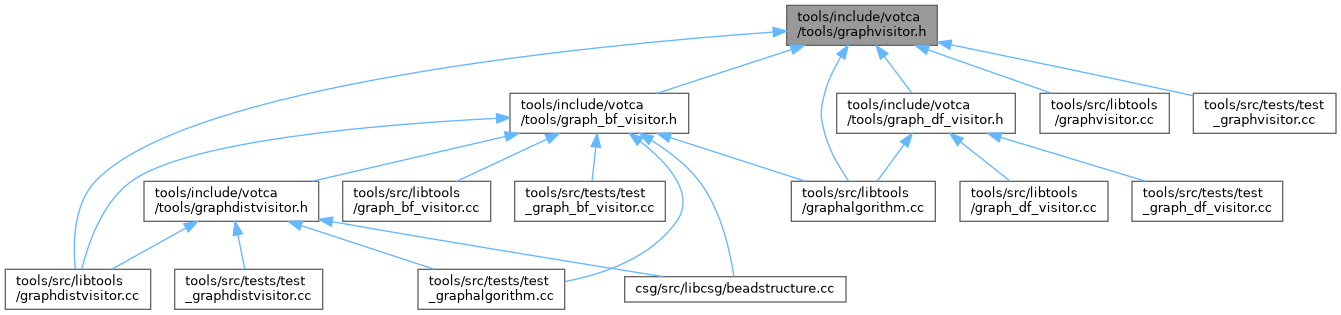 tools/include/votca
/tools/graphvisitor.h
tools/include/votca
/tools/graph_bf_visitor.h
tools/include/votca
/tools/graph_df_visitor.h
tools/src/libtools
/graphvisitor.cc
tools/src/tests/test
_graphvisitor.cc
tools/include/votca
/tools/graphdistvisitor.h
tools/src/libtools
/graph_bf_visitor.cc
tools/src/tests/test
_graph_bf_visitor.cc
tools/src/libtools
/graphalgorithm.cc
tools/src/libtools
/graph_df_visitor.cc
tools/src/tests/test
_graph_df_visitor.cc
tools/src/libtools
/graphdistvisitor.cc
tools/src/tests/test
_graphdistvisitor.cc
tools/src/tests/test
_graphalgorithm.cc
csg/src/libcsg/beadstructure.cc